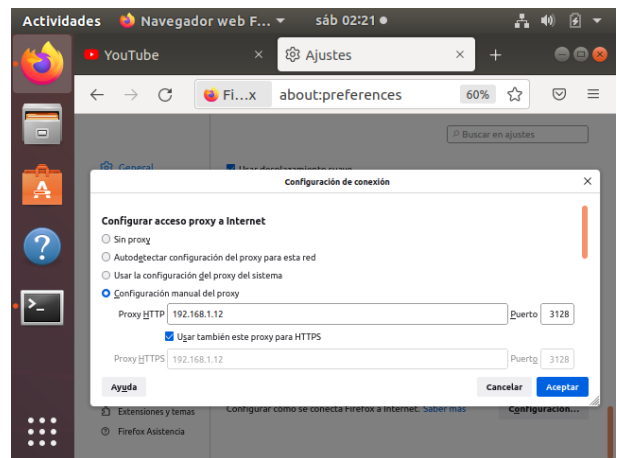 Actividades Navegador web F... sáb 02:21
YouTube × Ajustes × +
Fi...x about:preferences 60%
Buscar en ajustes
General Usar desplazamiento suave
Configuración de conexión ×
Configurar acceso proxy a Internet
Sin proxy
Autodetectar configuración del proxy para esta red
Usar la configuración del proxy del sistema
Configuración manual del proxy
Proxy HTTP 192.168.1.12 Puerto 3128
Usar también este proxy para HTTPS
Proxy HTTPS 192.168.1.12 Puerto 3128
Ayuda Cancelar Aceptar
Extensiones y temas Configurar cómo se conecta Firefox a Internet. Saber más Configuración...
Firefox Asistencia